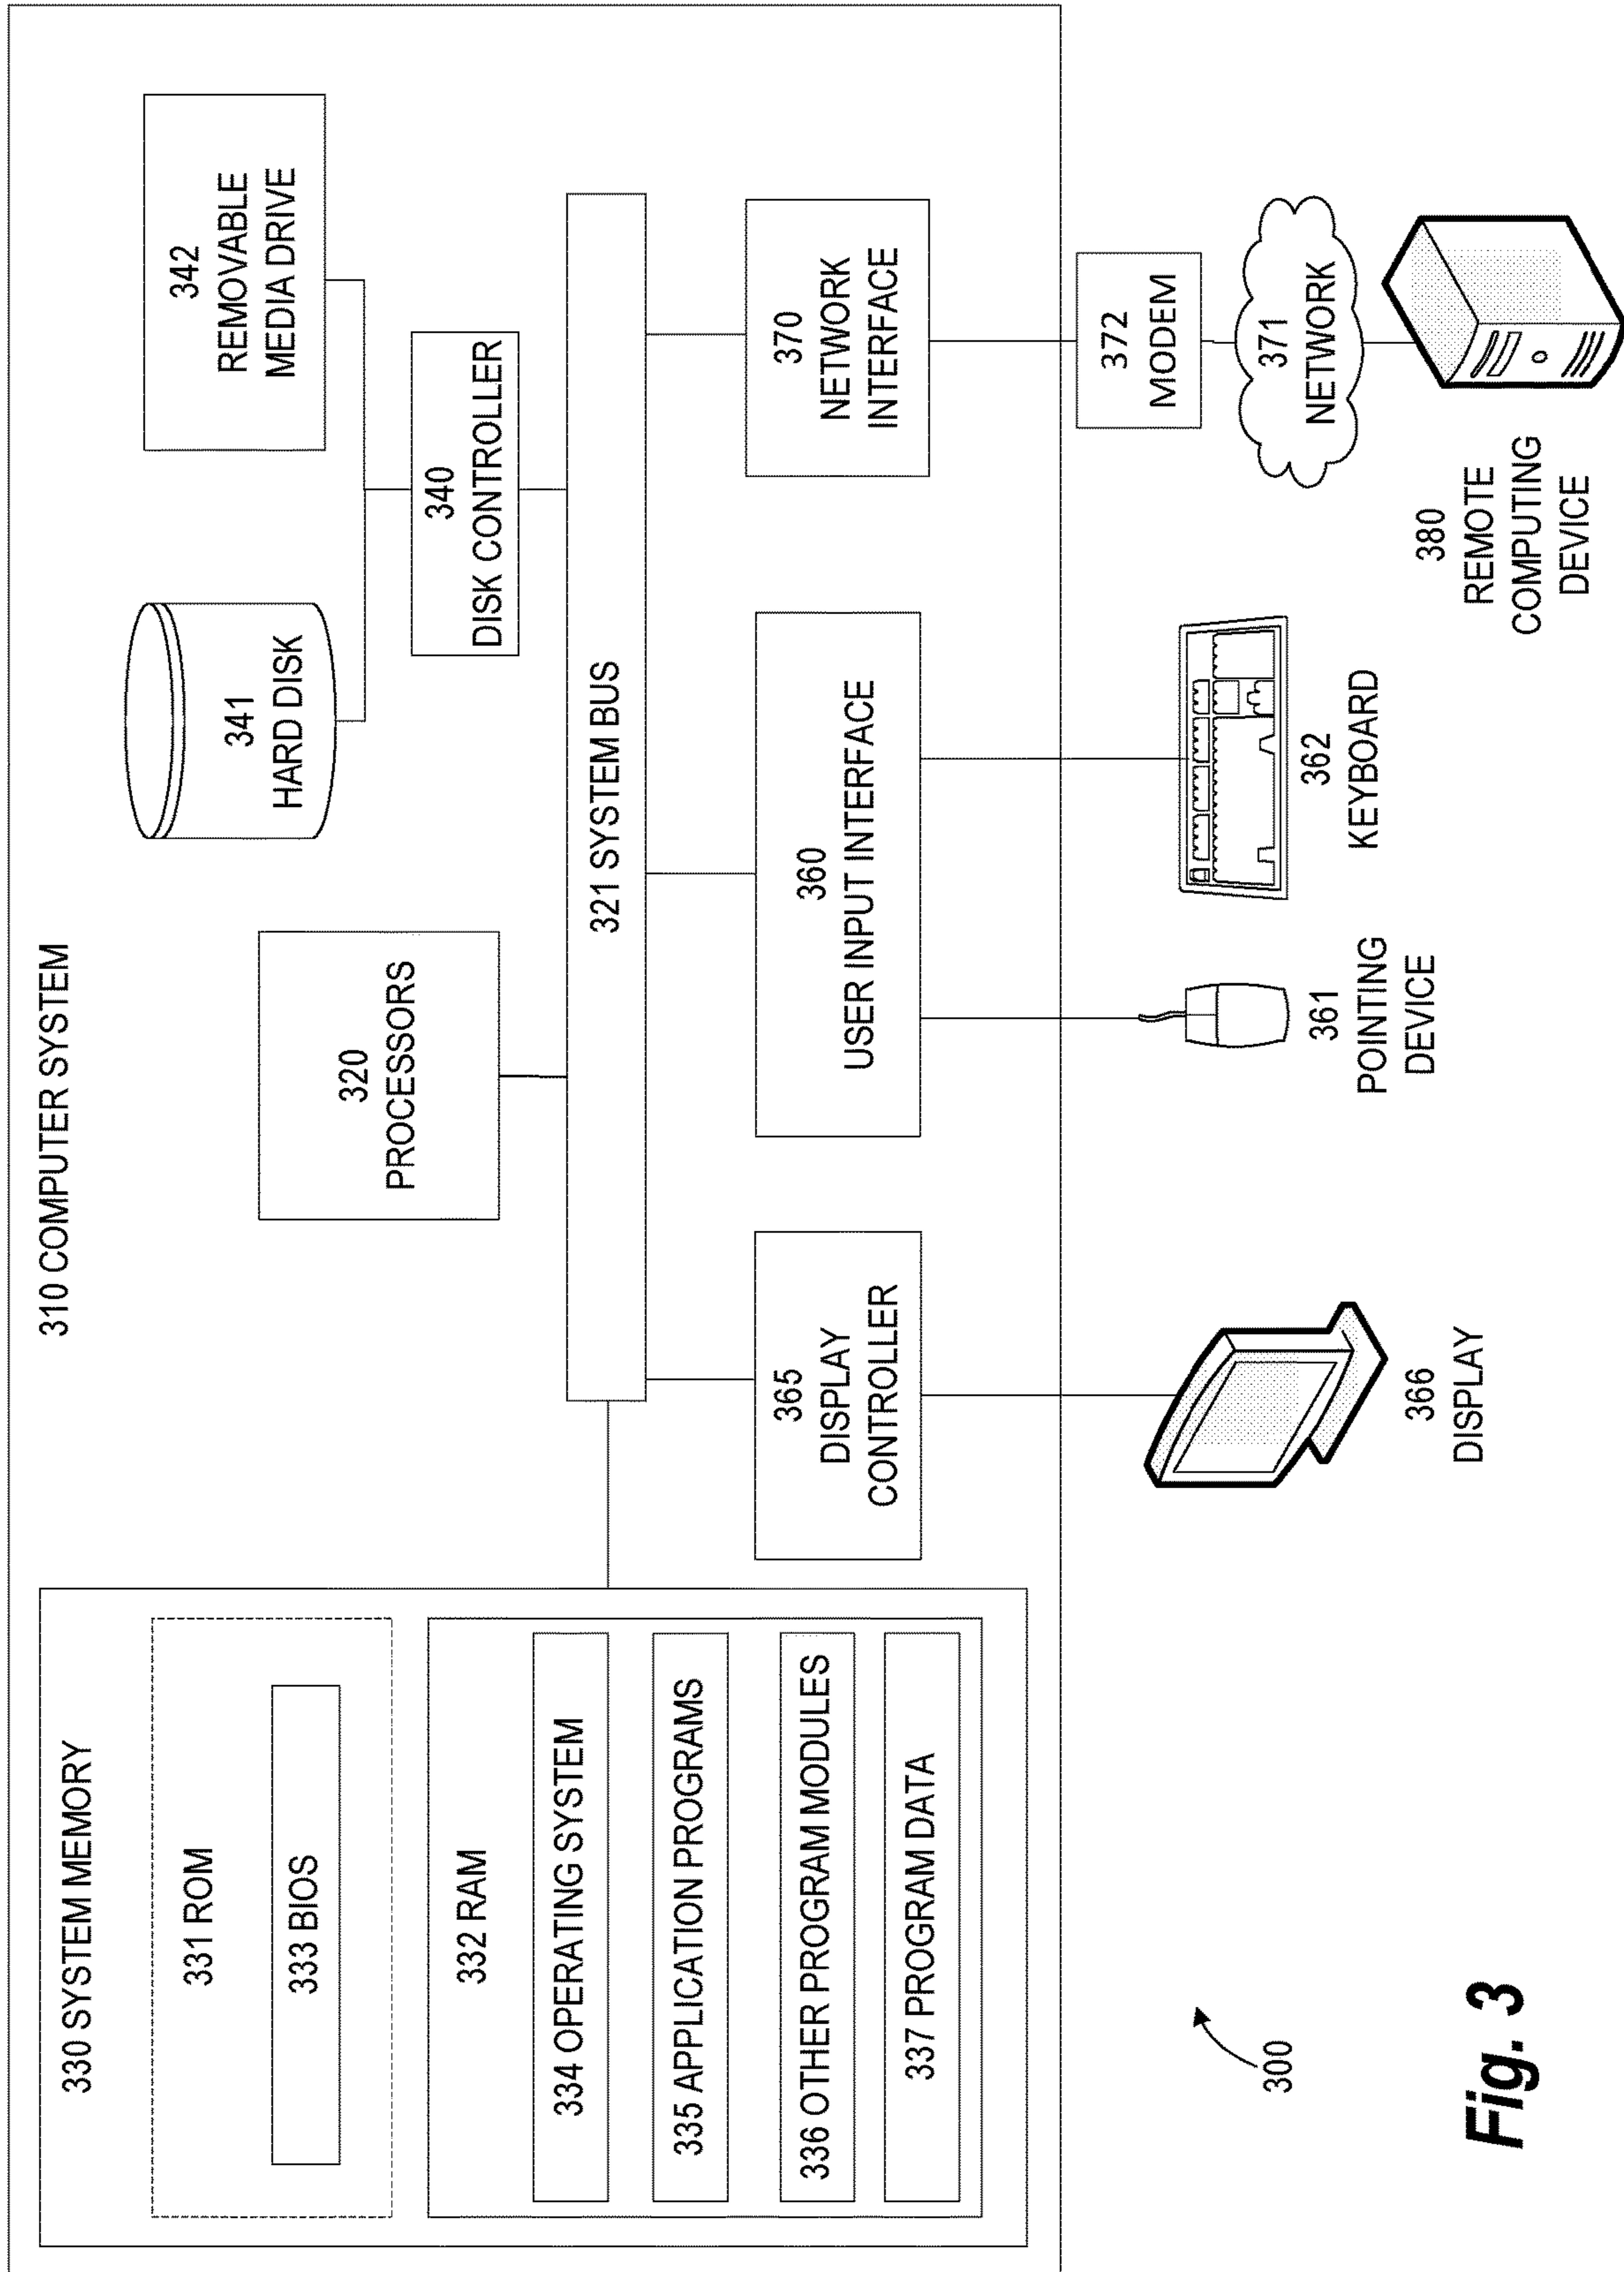 310 COMPUTER SYSTEM
330 SYSTEM MEMORY
331 ROM
333 BIOS
332 RAM
334 OPERATING SYSTEM
335 APPLICATION PROGRAMS
336 OTHER PROGRAM MODULES
337 PROGRAM DATA
320
PROCESSORS
341
HARD DISK
342
REMOVABLE
MEDIA DRIVE
340
DISK CONTROLLER
321 SYSTEM BUS
365
DISPLAY
CONTROLLER
360
USER INPUT INTERFACE
370
NETWORK
INTERFACE
372
MODEM
371
NETWORK
366
DISPLAY
361
POINTING
DEVICE
362
KEYBOARD
380
REMOTE
COMPUTING
DEVICE
300
Fig. 3